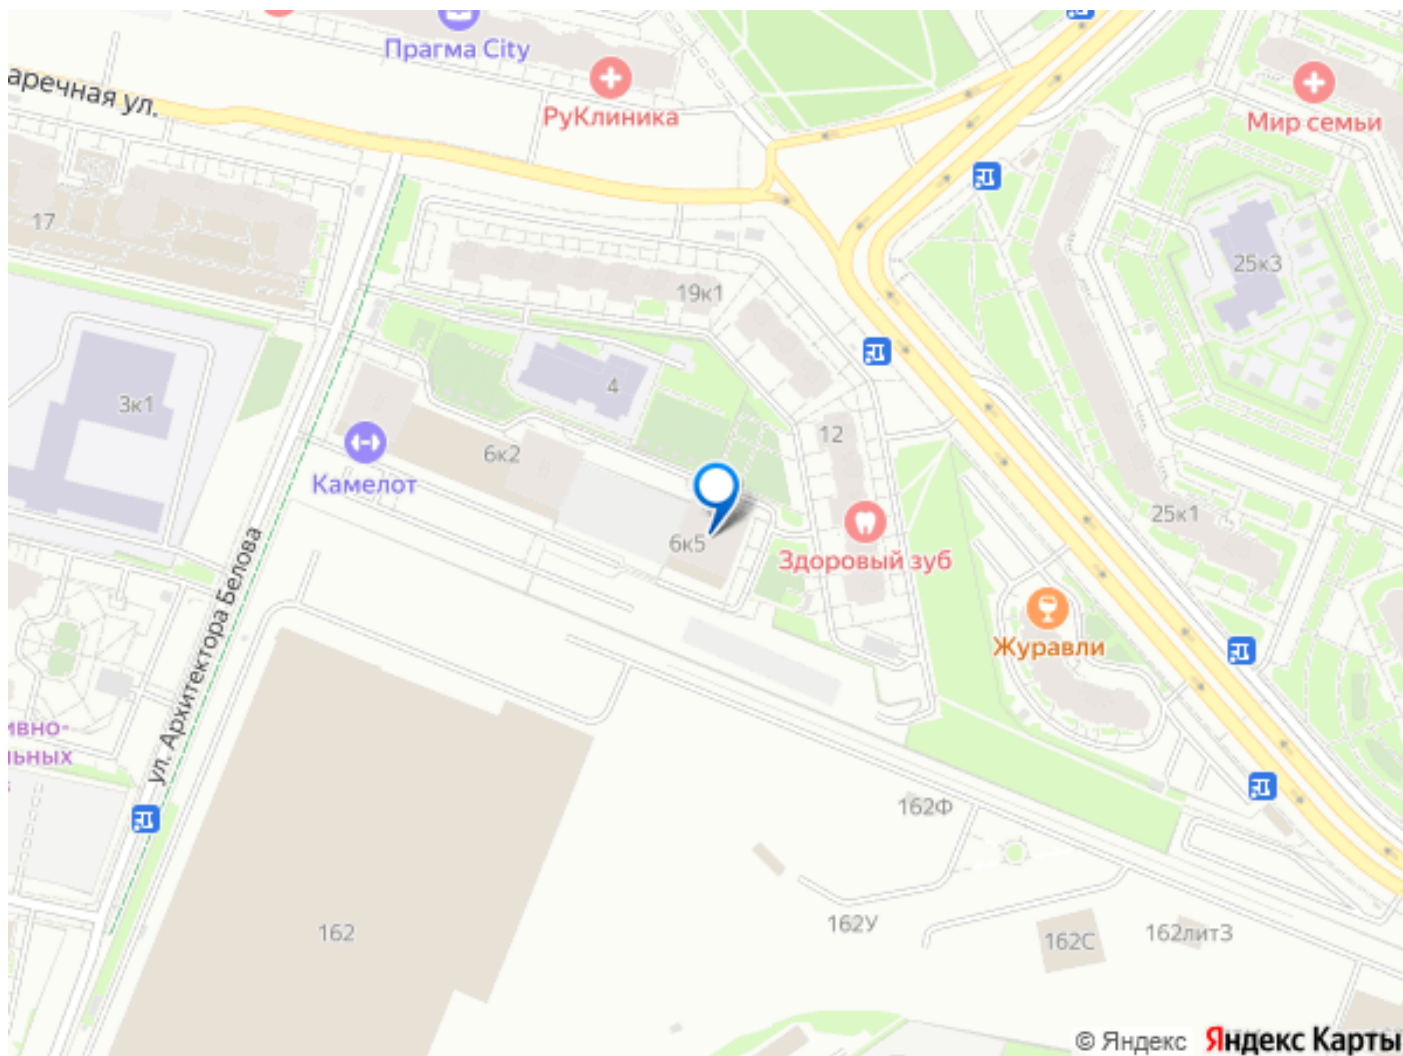 Прагма City
аречная ул.
РуКлиника
Мир семьи
17
25к3
19к1
3к1
4
12
6к2
Камелот
25к1
6к5
Здоровый зуб
ул. Архитектора Белова
Журавли
ивно-
льных
162Ф
162У
162
162С
162лит3
© Яндекс Яндекс Карты